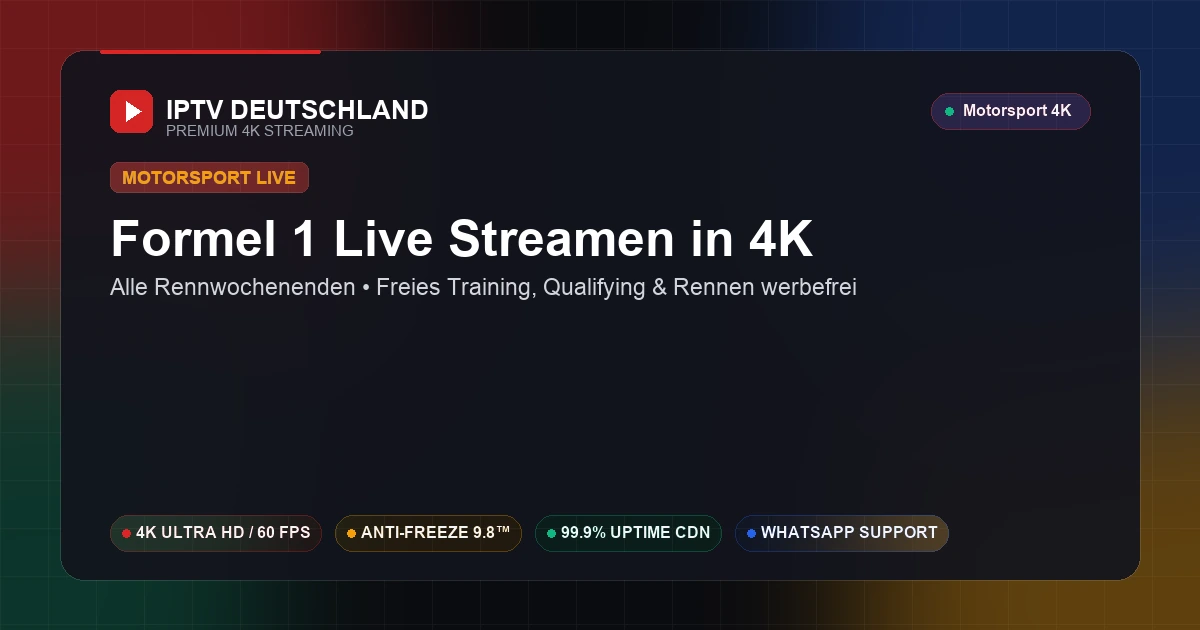 IPTV DEUTSCHLAND
PREMIUM 4K STREAMING
Motorsport 4K
MOTORSPORT LIVE
Formel 1 Live Streamen in 4K
Alle Rennwochenenden • Freies Training, Qualifying & Rennen werbefrei
4K ULTRA HD / 60 FPS
ANTI-FREEZE 9.8™
99.9% UPTIME CDN
WHATSAPP SUPPORT